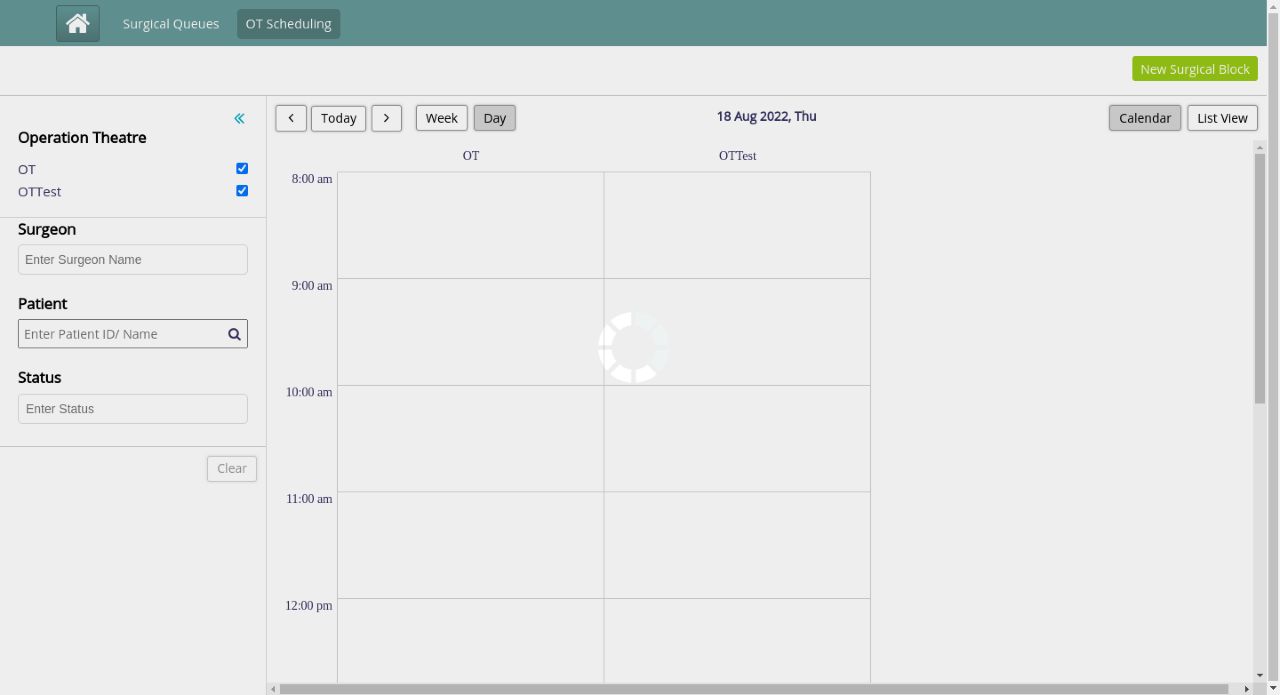 Surgical Queues OT Scheduling
New Surgical Block
Operation Theatre
OT
OTTest
Surgeon
Enter Surgeon Name
Patient
Enter Patient ID/ Name
Status
Enter Status
Clear
Today Week Day 18 Aug 2022, Thu Calendar List View
OT OTTest
8:00 am
9:00 am
10:00 am
11:00 am
12:00 pm